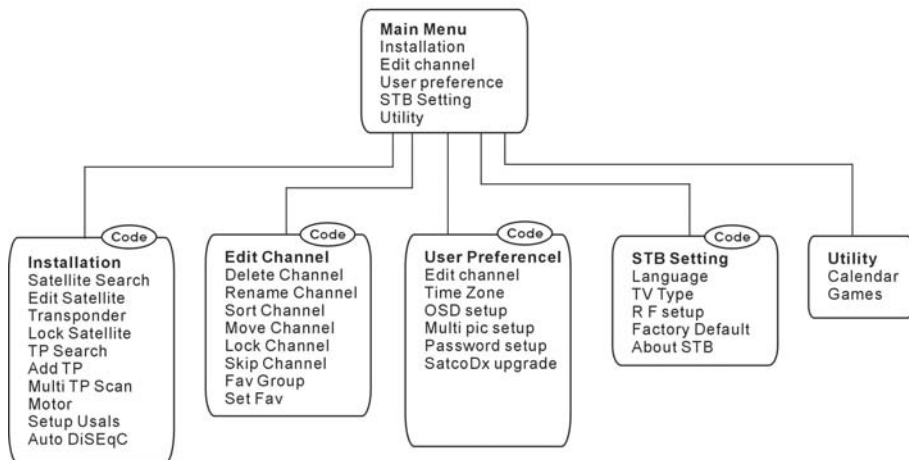 Main Menu
Installation
Edit channel
User preference
STB Setting
Utility
Code
Installation
Satellite Search
Edit Satellite
Transponder
Lock Satellite
TP Search
Add TP
Multi TP Scan
Motor
Setup Usals
Auto DiSEqC
Code
Edit Channel
Delete Channel
Rename Channel
Sort Channel
Move Channel
Lock Channel
Skip Channel
Fav Group
Set Fav
Code
User Preferencel
Edit channel
Time Zone
OSD setup
Multi pic setup
Password setup
SatcoDx upgrade
Code
STB Setting
Language
TV Type
R F setup
Factory Default
About STB
Utility
Calendar
Games